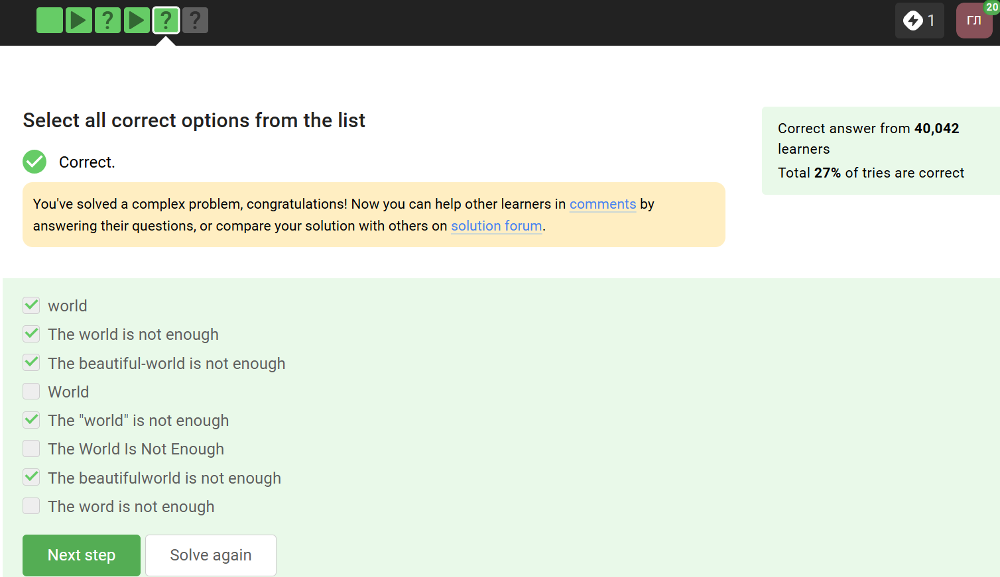 ? ? ?
1
ГЛ
20
Select all correct options from the list
Correct.
You've solved a complex problem, congratulations! Now you can help other learners in comments by
answering their questions, or compare your solution with others on solution forum.
Correct answer from 40,042
learners
Total 27% of tries are correct
world
The world is not enough
The beautiful-world is not enough
World
The "world" is not enough
The World Is Not Enough
The beautifulworld is not enough
The word is not enough
Next step
Solve again